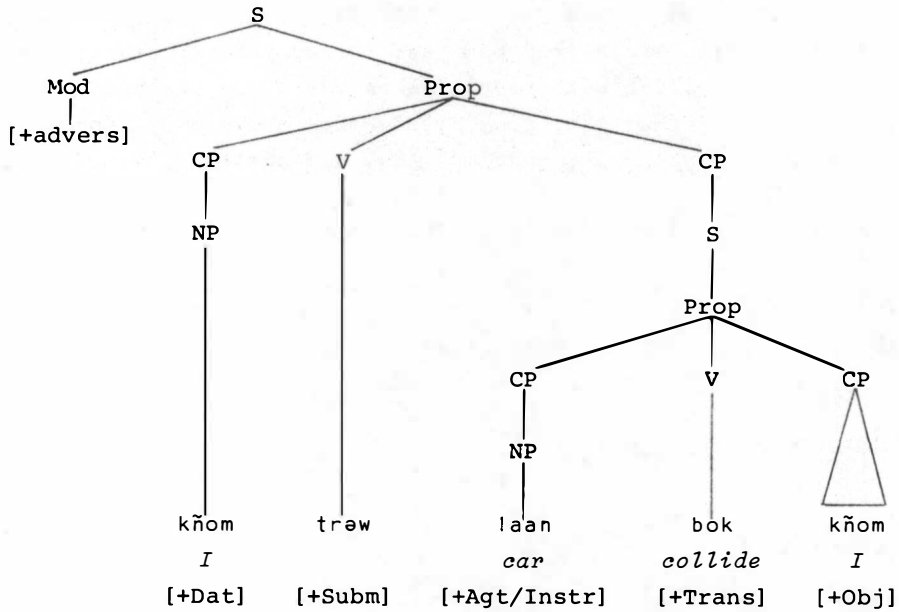 S
Mod Prop
[+advers]
CP V CP
NP S
Prop
CP V CP
NP
kñom trəw laan bok kñom
I car collide I
[+Dat] [+Subm] [+Agt/Instr] [+Trans] [+Obj]